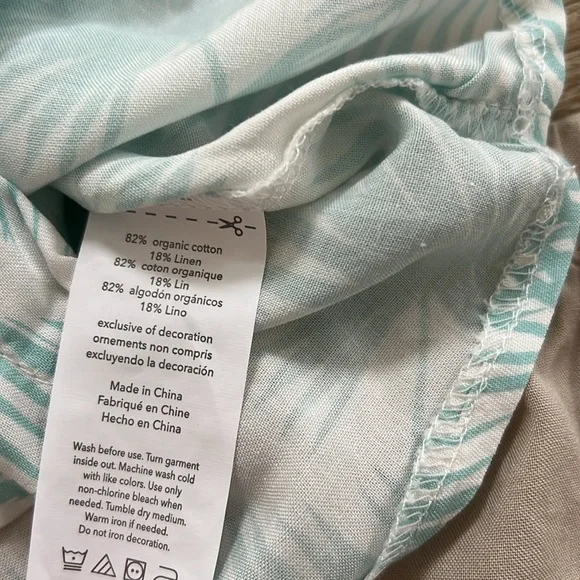 82% organic cotton
18% Linen
82% coton organique
18% Lin
82% algodón orgánicos
18% Lino
exclusive of decoration
ornements non compris
excluyendo la decoración
Made in China
Fabriqué en Chine
Hecho en China
Wash before use. Turn garment
inside out. Machine wash cold
with like colors. Use only
non-chlorine bleach when
needed. Tumble dry medium.
Warm iron if needed.
Do not iron decoration.